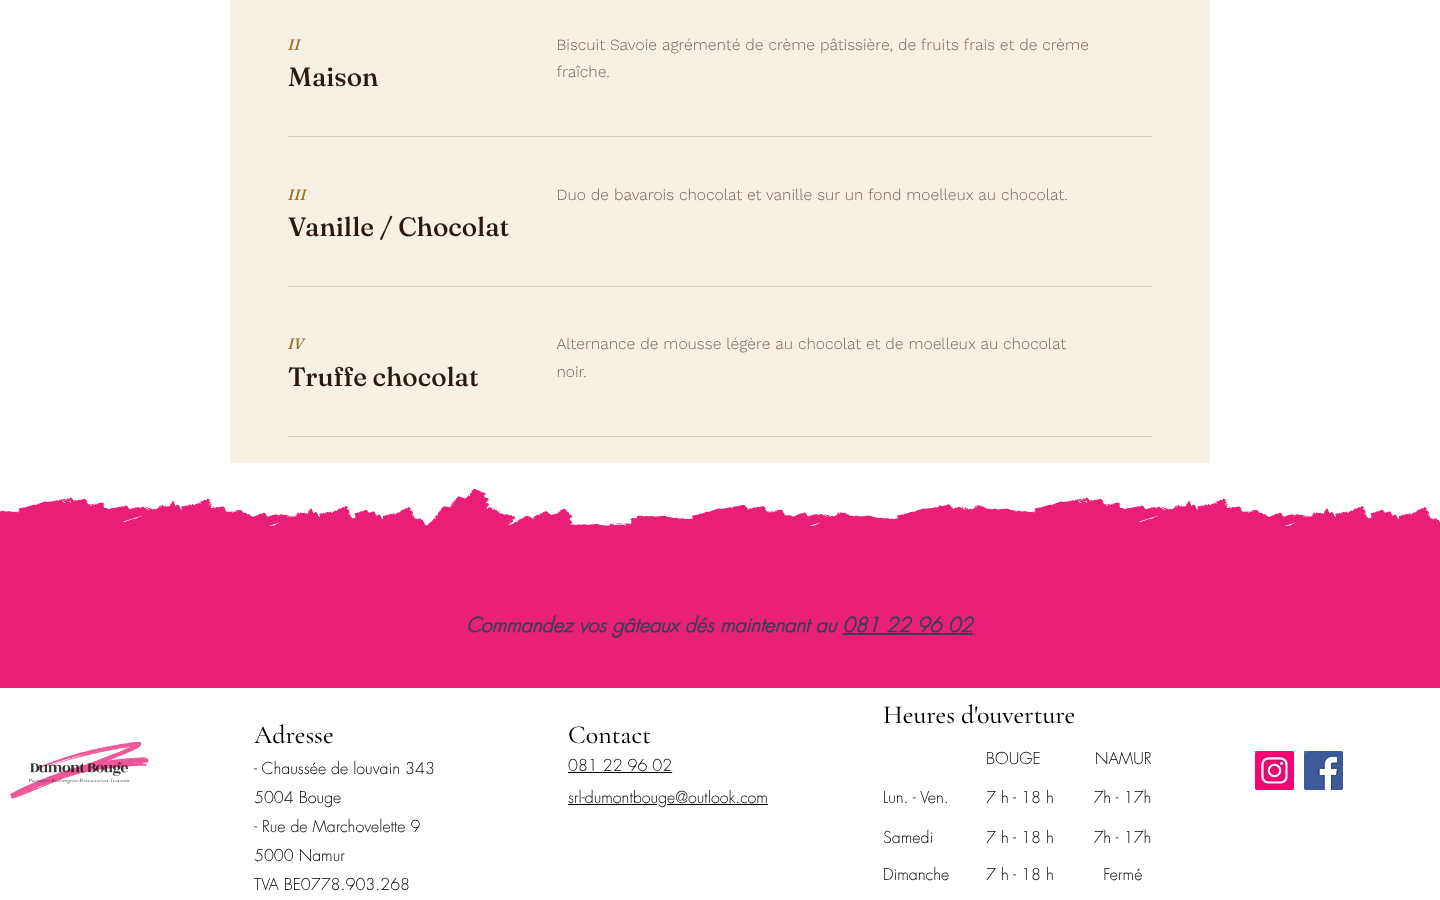 II
Maison
Biscuit Savoie agrémenté de crème pâtissière, de fruits frais et de crème
fraîche.
III
Vanille / Chocolat
Duo de bavarois chocolat et vanille sur un fond moelleux au chocolat.
IV
Truffe chocolat
Alternance de mousse légère au chocolat et de moelleux au chocolat
noir.
Commandez vos gâteaux dés maintenant au 081 22 96 02
Dumont Bouge
Adresse
- Chaussée de louvain 343
5004 Bouge
- Rue de Marchovelette 9
5000 Namur
TVA BE0778.903.268
Contact
081 22 96 02
srl-dumontbouge@outlook.com
Heures d'ouverture
BOUGE NAMUR
Lun. - Ven. 7 h - 18 h 7h - 17h
Samedi 7 h - 18 h 7h - 17h
Dimanche 7 h - 18 h Fermé